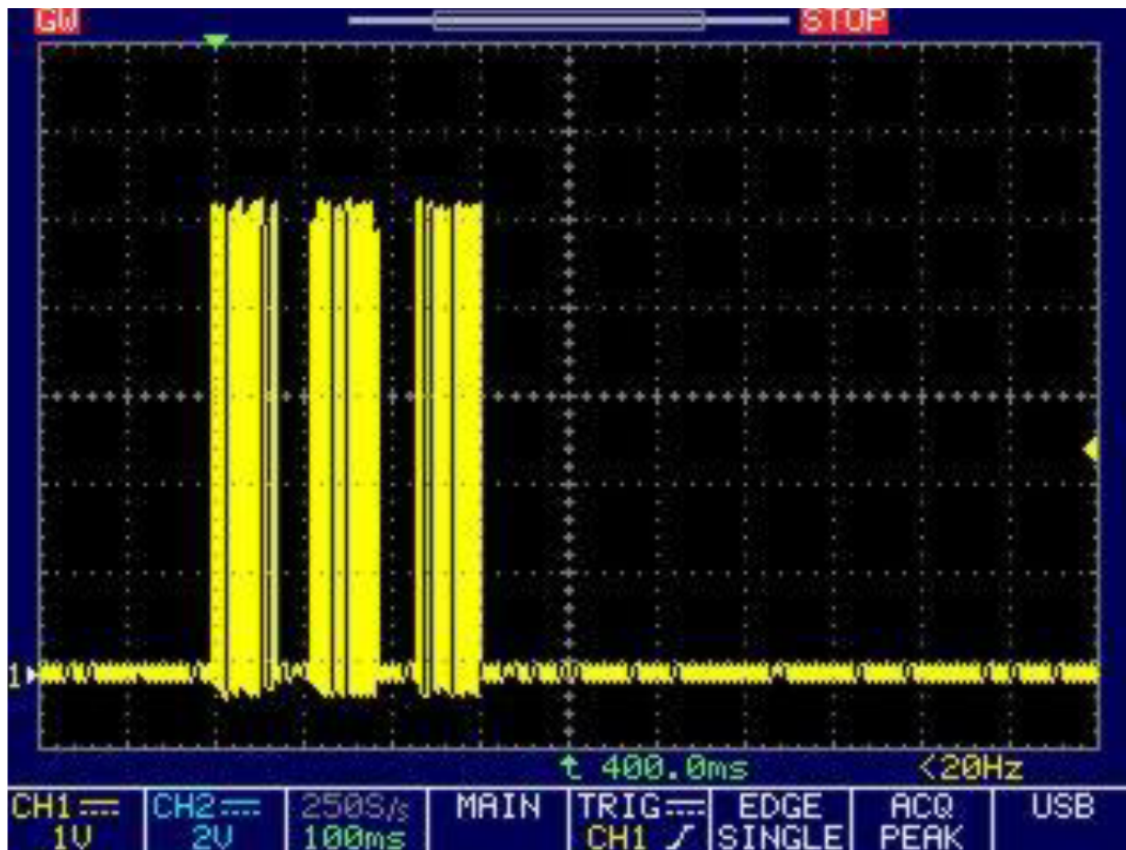 GW STOP
1
400.0ms <20Hz
CH1 CH2 250S/s MAIN TRIG EDGE ACQ USB
1V 2V 100ms CH1 SINGLE PEAK